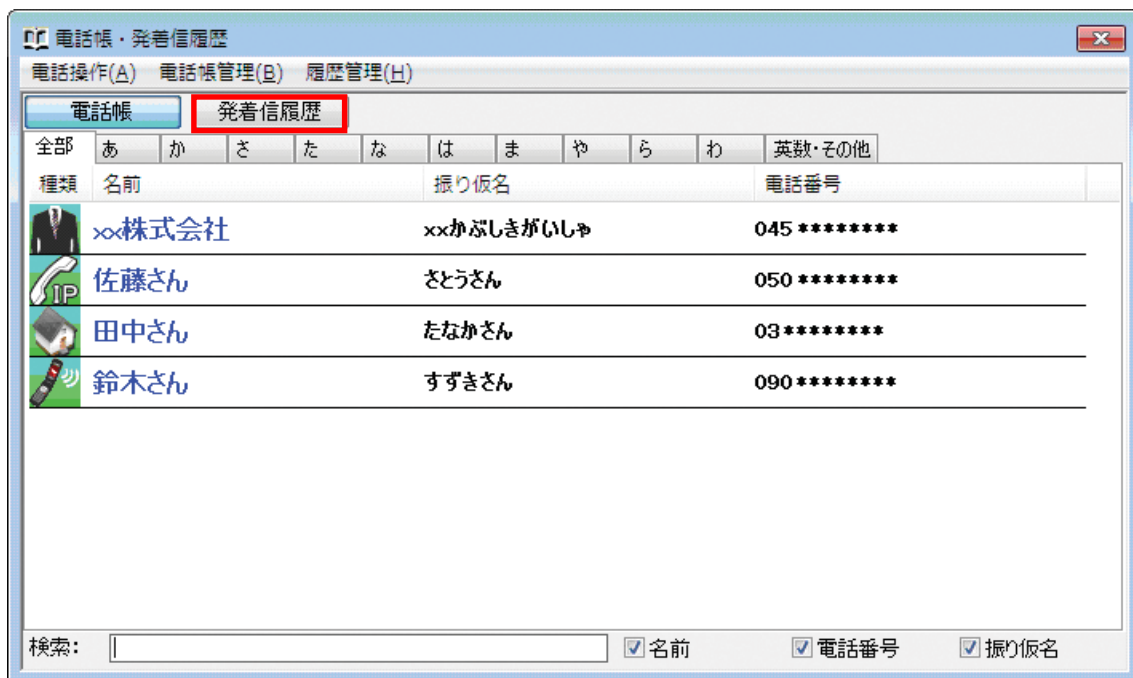 電話帳・発着信履歴
電話操作(A) 電話帳管理(B) 履歴管理(H)
電話帳 発着信履歴
全部 あ か さ た な は ま や ら わ 英数・その他
種類 名前 振り仮名 電話番号
xx株式会社 xxかぶしきがいしゃ 045********
IP 佐藤さん さとうさん 050********
田中さん たなかさん 03********
鈴木さん すずきさん 090********
検索: 名前 電話番号 振り仮名